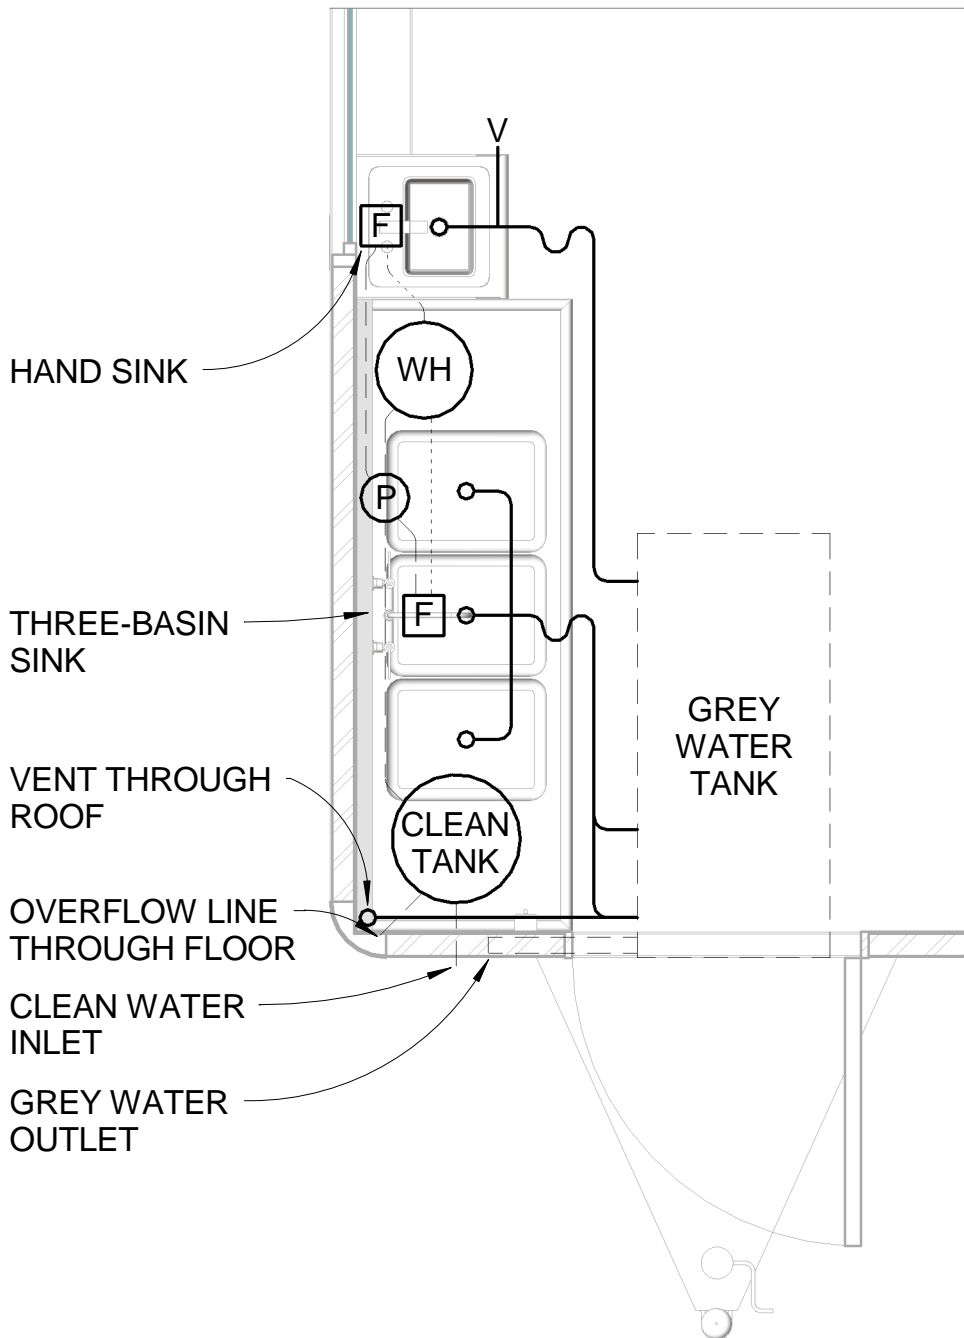 V
F
HAND SINK
WH
P
THREE-BASIN
SINK
F
GREY
WATER
TANK
VENT THROUGH
ROOF
CLEAN
TANK
OVERFLOW LINE
THROUGH FLOOR
CLEAN WATER
INLET
GREY WATER
OUTLET